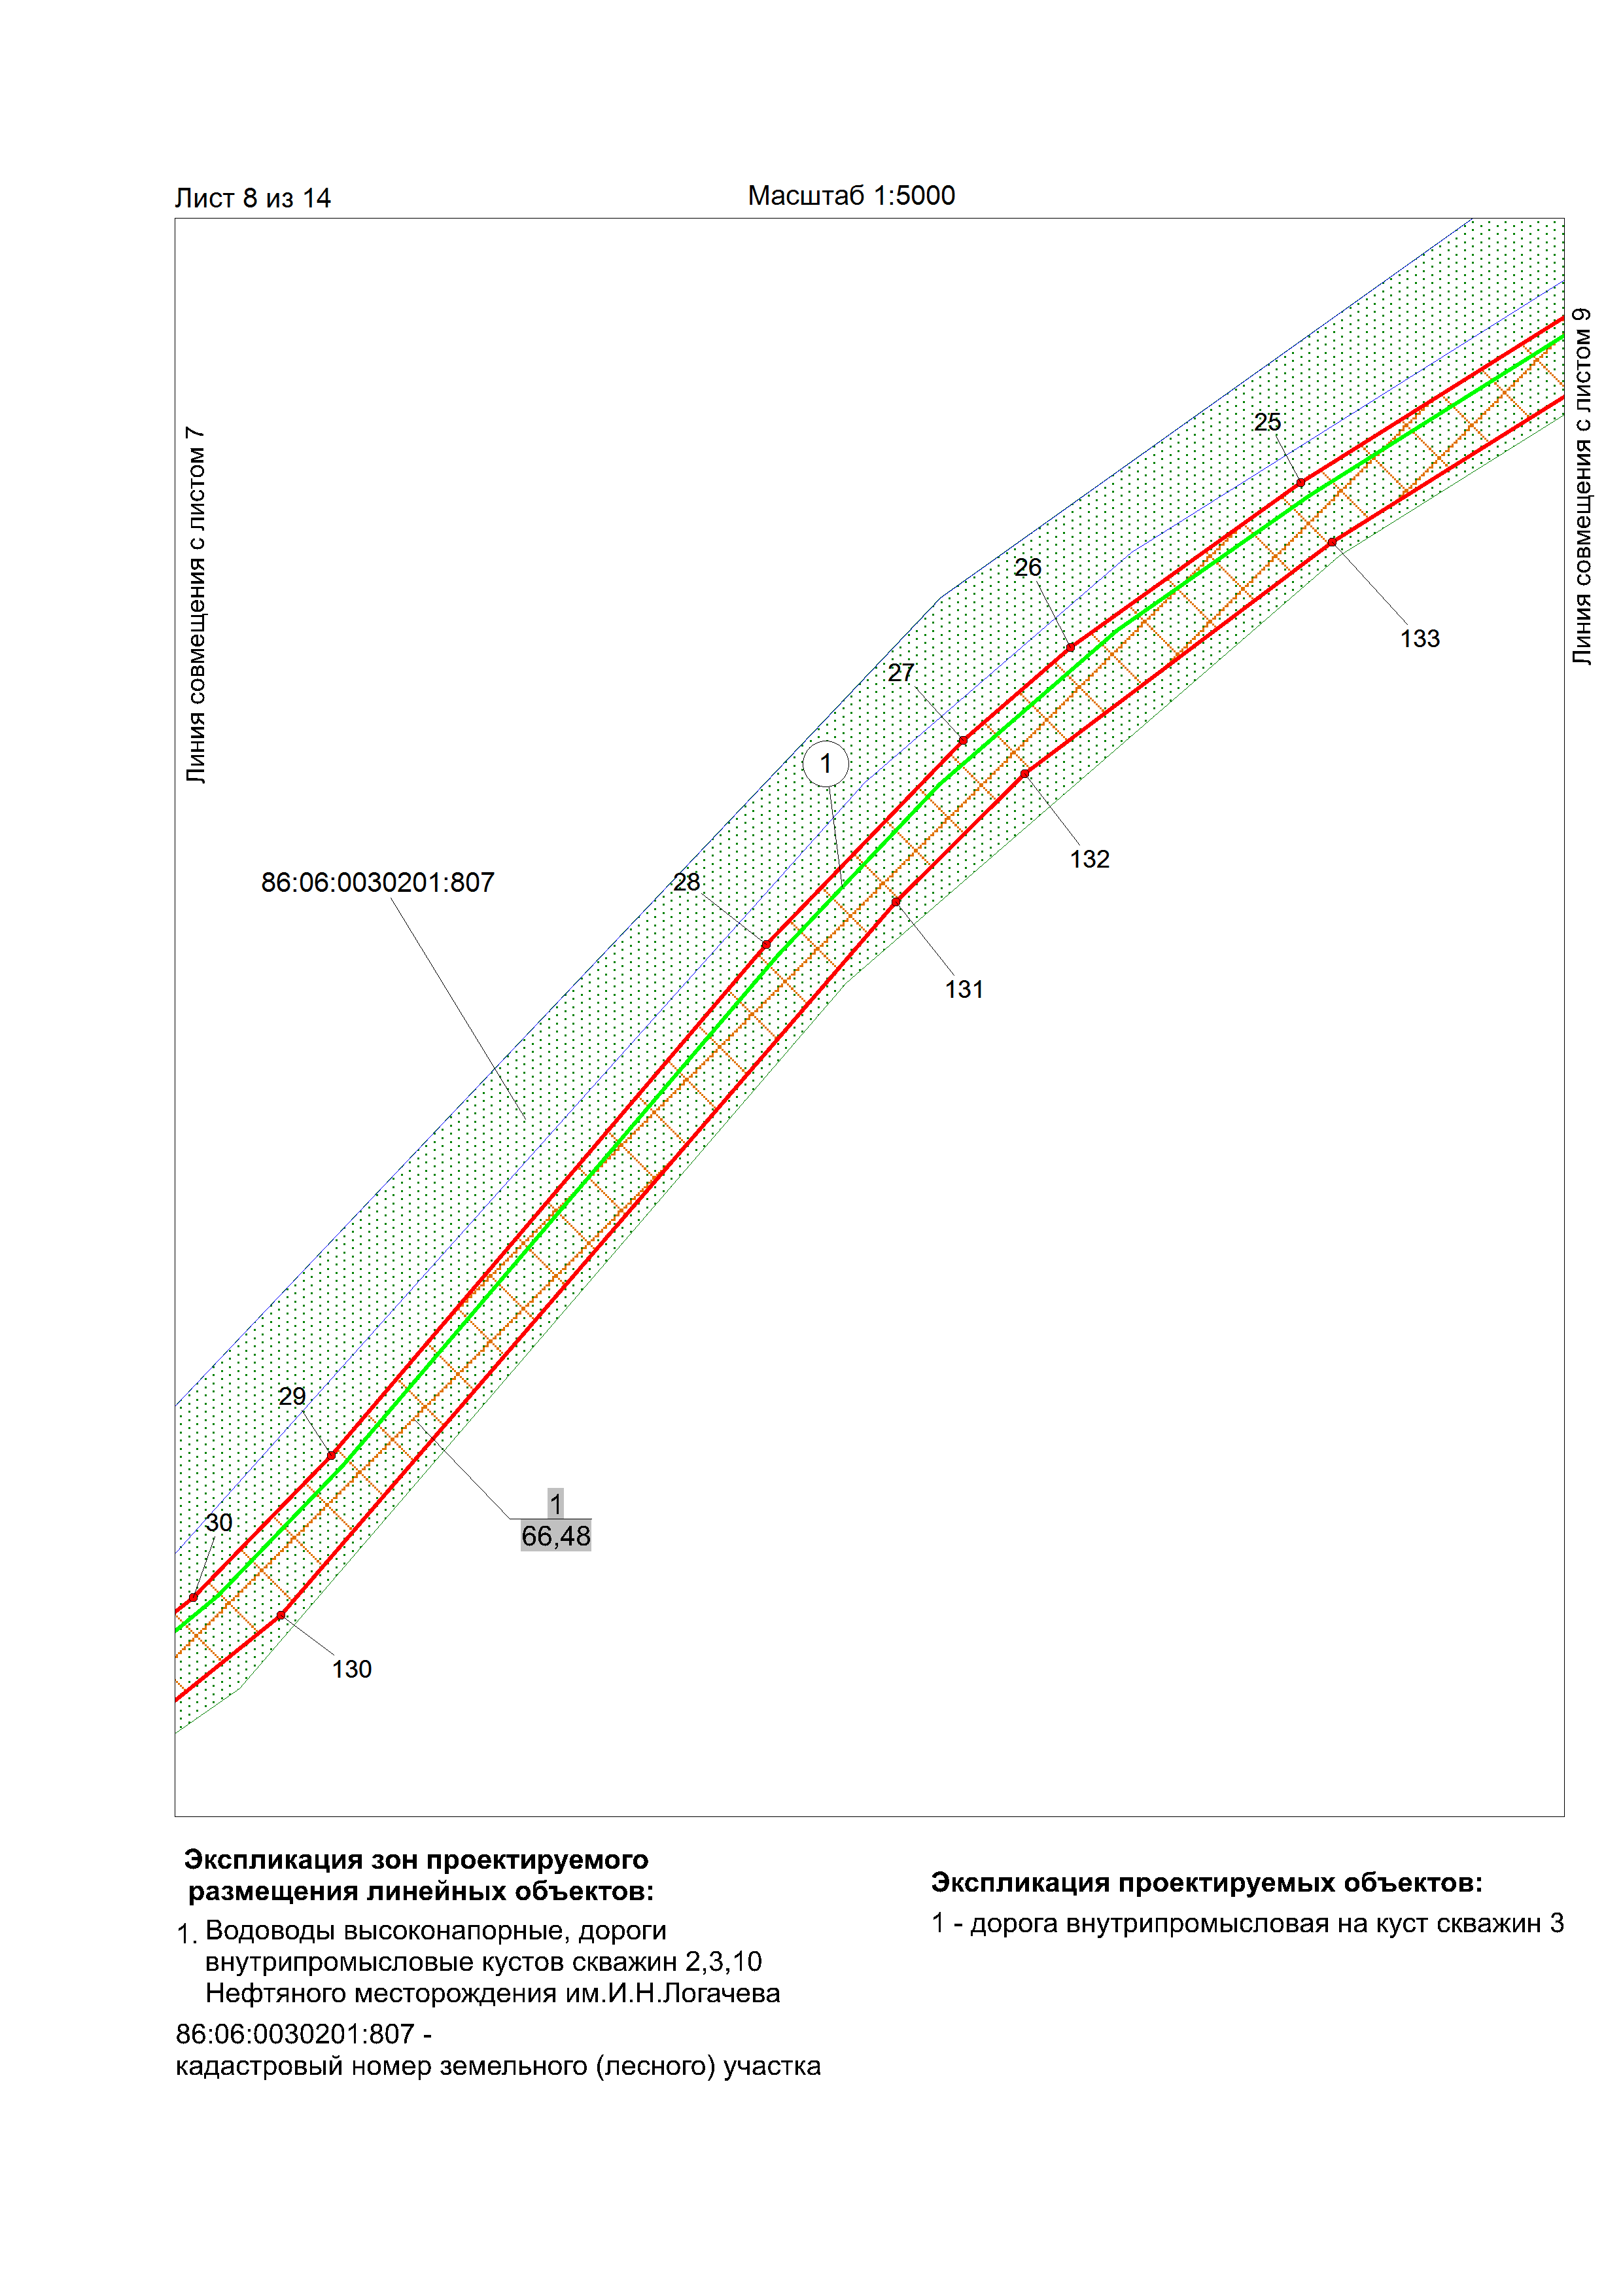 Лист 8 из 14
Масштаб 1:5000
Линия совмещения с листом 7
Линия совмещения с листом 9
25
26
133
27
1
132
86:06:0030201:807
28
131
29
1
66,48
30
130
Экспликация зон проектируемого
размещения линейных объектов:
1. Водоводы высоконапорные, дороги
внутрипромысловые кустов скважин 2,3,10
Нефтяного месторождения им.И.Н.Логачева
86:06:0030201:807 -
кадастровый номер земельного (лесного) участка
Экспликация проектируемых объектов:
1 - дорога внутрипромысловая на куст скважин 3